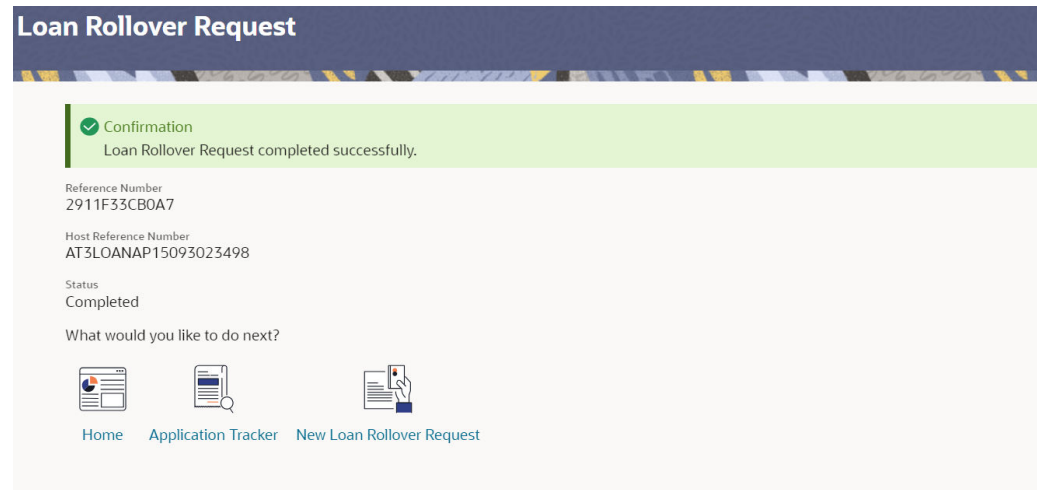 Loan Rollover Request
Confirmation
Loan Rollover Request completed successfully.
Reference Number
2911F33CB0A7
Host Reference Number
AT3LOANAP15093023498
Status
Completed
What would you like to do next?
Home Application Tracker New Loan Rollover Request